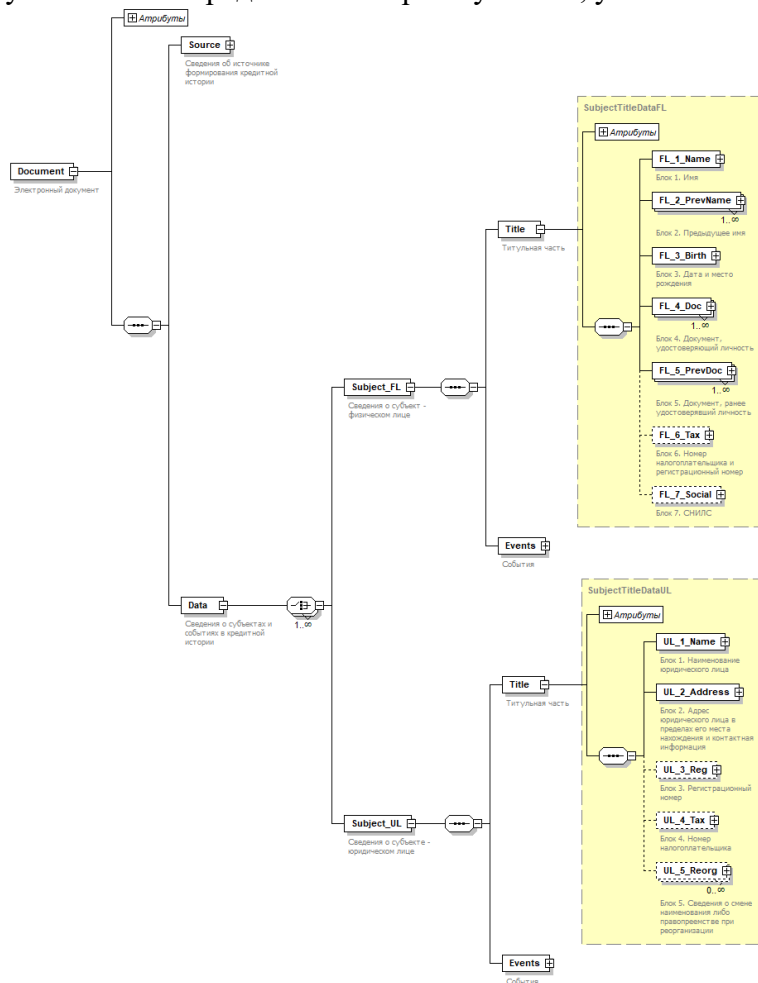 Атрибуты
Source
Сведения об источнике
формирования кредитной
истории
Document
Электронный документ
SubjectTitleDataFL
Атрибуты
FL_1_Name
Блок 1. Имя
FL_2_PrevName
1..∞
Блок 2. Предыдущее имя
Title
Титульная часть
FL_3_Birth
Блок 3. Дата и место
рождения
FL_4_Doc
1..∞
Блок 4. Документ,
удостоверяющий личность
FL_5_PrevDoc
1..∞
Блок 5. Документ, ранее
удостоверявший личность
FL_6_Tax
Блок 6. Номер
налогоплательщика и
регистрационный номер
FL_7_Social
Блок 7. СНИЛС
Subject_FL
Сведения о субъект -
физическом лице
Events
События
Data
Сведения о субъектах и
событиях в кредитной
истории
1..∞
SubjectTitleDataUL
Атрибуты
UL_1_Name
Блок 1. Наименование
юридического лица
Title
Титульная часть
UL_2_Address
Блок 2. Адрес
юридического лица в
пределах его места
нахождения и контактная
информация
UL_3_Reg
Блок 3. Регистрационный
номер
UL_4_Tax
Блок 4. Номер
налогоплательщика
UL_5_Reorg
0..∞
Блок 5. Сведения о смене
наименования либо
правопреемстве при
реорганизации
Subject_UL
Сведения о субъекте -
юридическом лице
Events
События